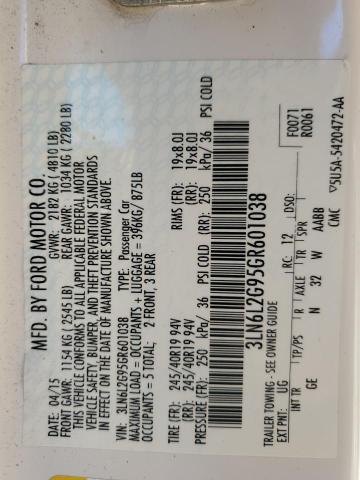 MFD. BY FORD MOTOR CO.
DATE: 04/15 GVWR: 2182 KG (4810 LB)
FRONT GAWR: 1154 KG (2545 LB) REAR GAWR: 1034 KG (2280 LB)
THIS VEHICLE CONFORMS TO ALL APPLICABLE FEDERAL MOTOR
VEHICLE SAFETY, BUMPER, AND THEFT PREVENTION STANDARDS
IN EFFECT ON THE DATE OF MANUFACTURE SHOWN ABOVE.
VIN: 3LN6L2G95GR601038 TYPE: Passenger Car
MAXIMUM LOAD = OCCUPANTS + LUGGAGE = 396KG/ 875LB
OCCUPANTS = 5 TOTAL: 2 FRONT, 3 REAR
TIRE (FR): 245/40R19 94V RIMS (FR): 19x8.0J
(RR): 245/40R19 94V (RR): 19x8.0J
PRESSURE (FR): 250 kPa/ 36 PSI COLD (RR): 250 kPa/ 36 PSI COLD
3LN6L2G95GR601038
F0071
R0061
TRAILER TOWING - SEE OWNER GUIDE
EXT PNT: UG RC: 12 DSO:
INT TR TP/PS R AXLE TR SPR
GE N 32 W AABB
CMC ▽5U5A-5420472-AA